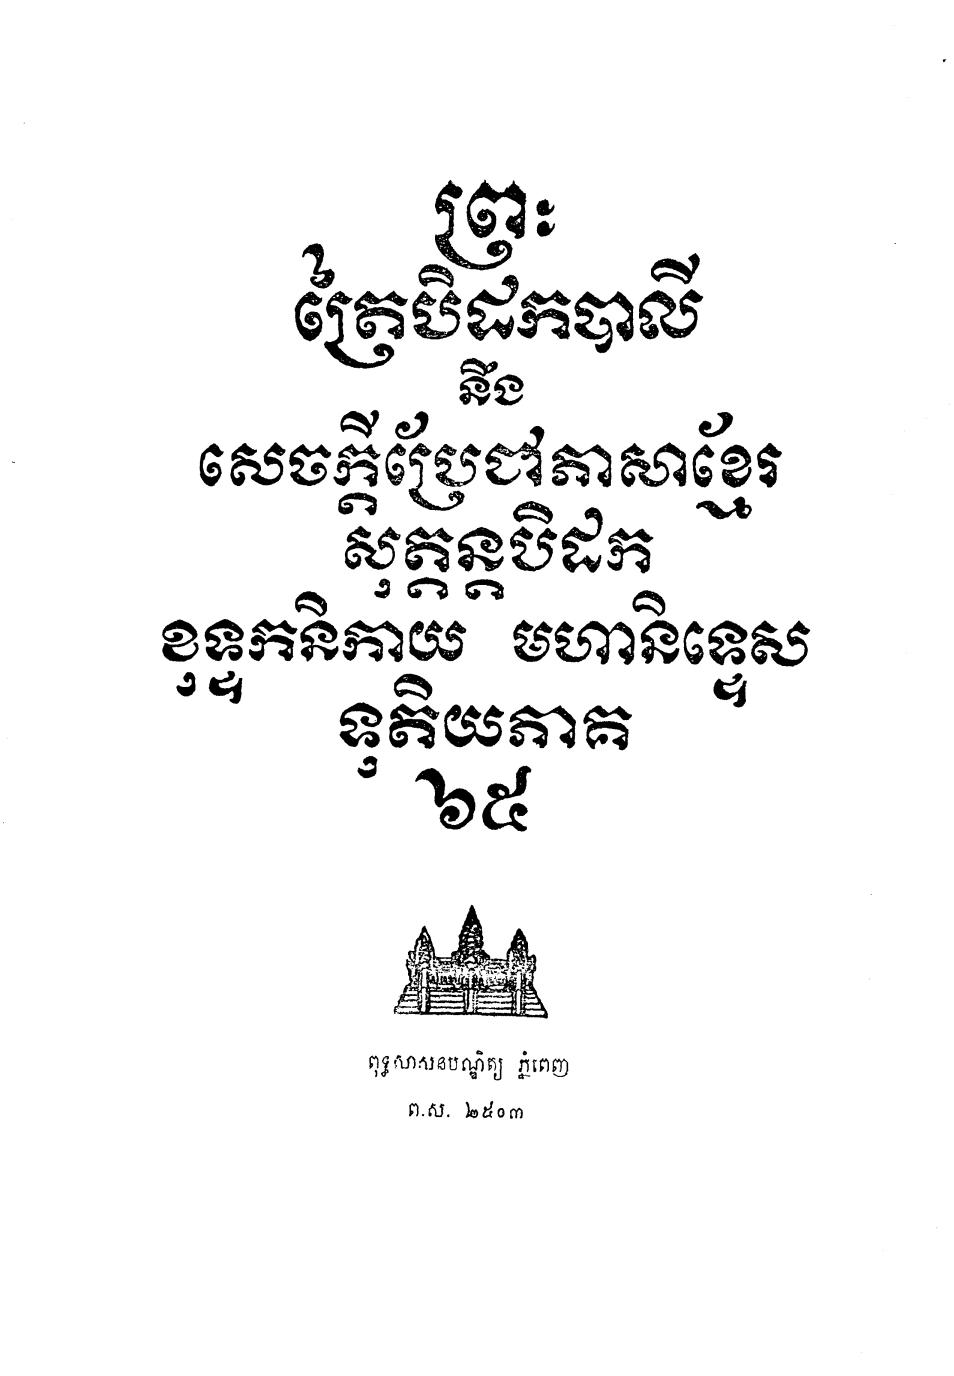 ព្រះ
ត្រៃបិដកបាលី
នឹង
សេចក្តីប្រែជាភាសាខ្មែរ
សុត្តន្តបិដក
ខុទ្ទកនិកាយ មហានិទ្ទេស
ទុតិយភាគ
៦៥
ពុទ្ធសាសនបណ្ឌិត្យ ភ្នំពេញ
ព.ស. ២៥០៣